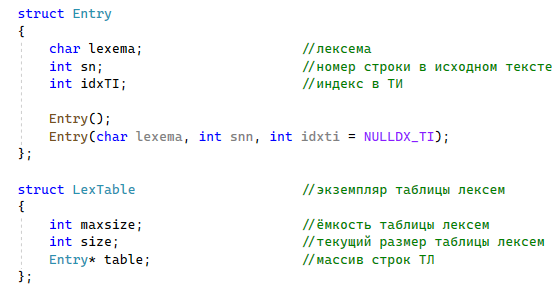 struct Entry
{
char lexema; //лексема
int sn; //номер строки в исходном тексте
int idxTI; //индекс в ТИ
Entry();
Entry(char lexema, int snn, int idxti = NULLDX_TI);
};
struct LexTable //экземпляр таблицы лексем
{
int maxsize; //ёмкость таблицы лексем
int size; //текущий размер таблицы лексем
Entry* table; //массив строк ТЛ
};